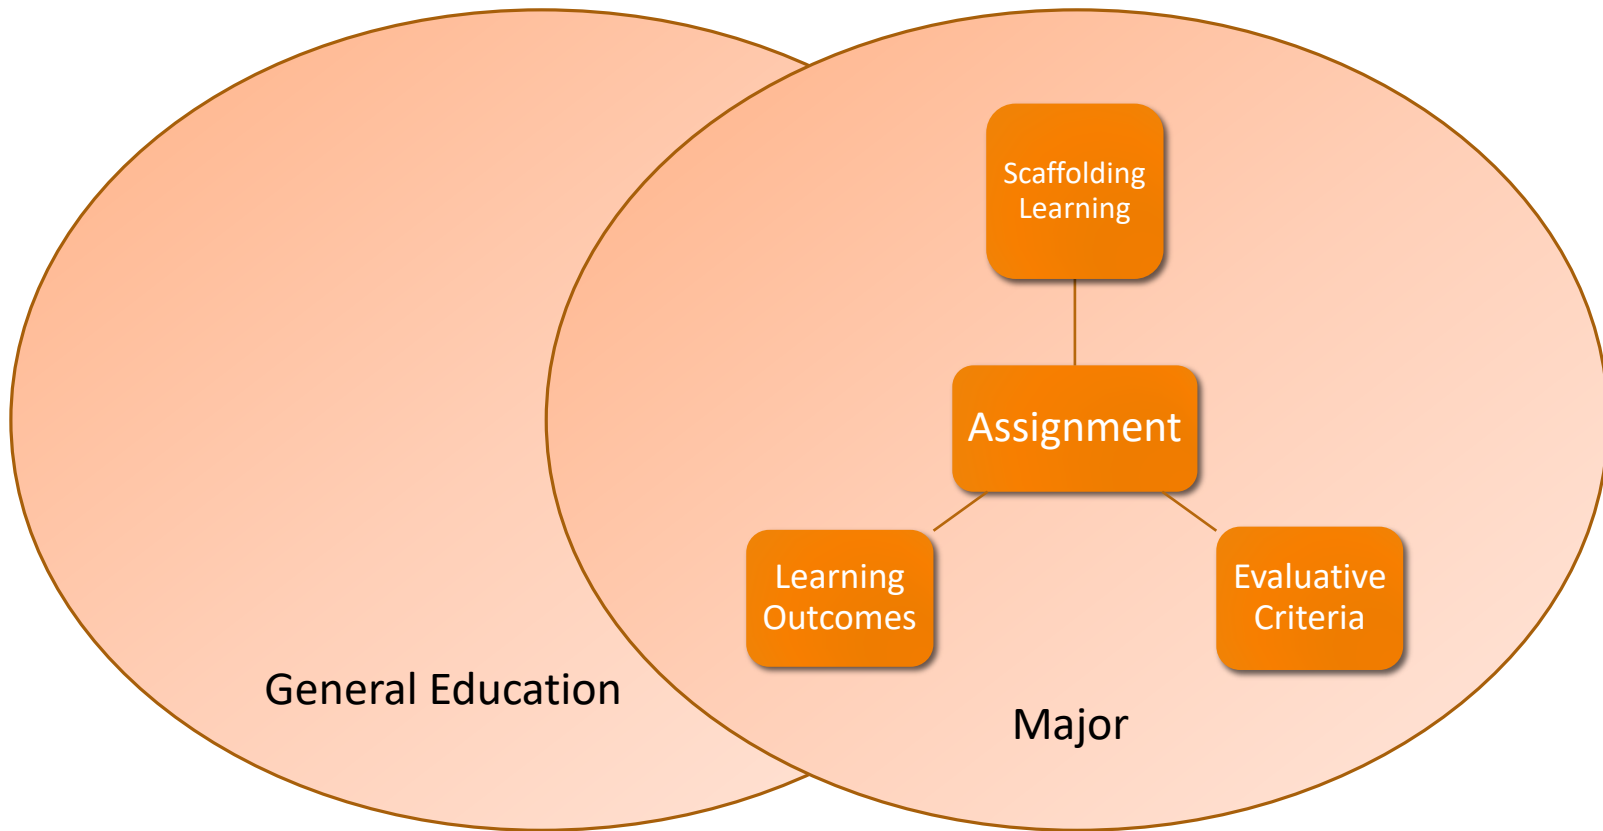 Scaffolding
Learning
Assignment
Learning
Outcomes
Evaluative
Criteria
General Education
Major